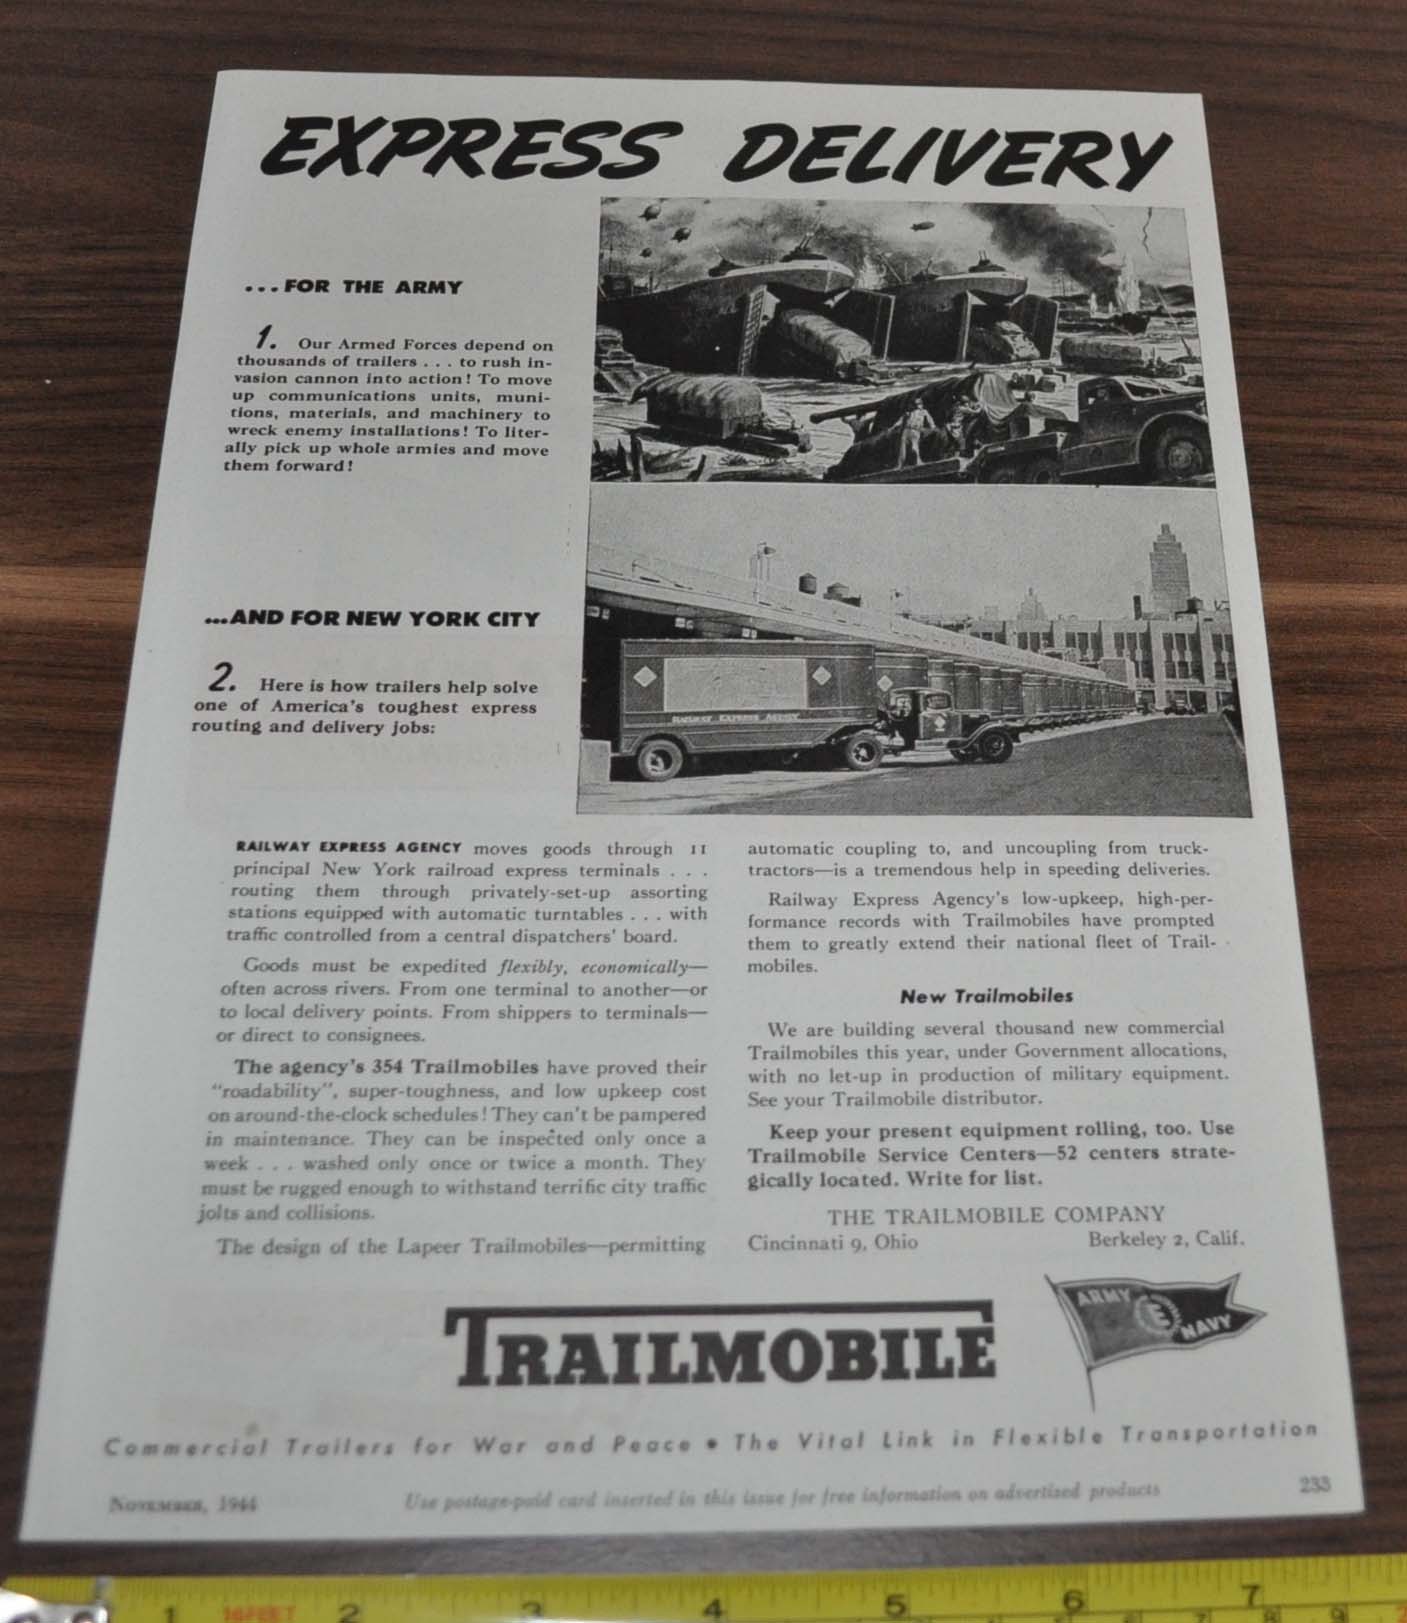 EXPRESS DELIVERY
...FOR THE ARMY
1. Our Armed Forces depend on
thousands of trailers . . . to rush in-
vasion cannon into action! To move
up communications units, muni-
tions, materials, and machinery to
wreck enemy installations! To liter-
ally pick up whole armies and move
them forward!
...AND FOR NEW YORK CITY
2. Here is how trailers help solve
one of America's toughest express
routing and delivery jobs:
RAILWAY EXPRESS AGENCY
RAILWAY EXPRESS AGENCY moves goods through 11
principal New York railroad express terminals . . .
routing them through privately-set-up assorting
stations equipped with automatic turntables . . . with
traffic controlled from a central dispatchers' board.
Goods must be expedited flexibly, economically—
often across rivers. From one terminal to another—or
to local delivery points. From shippers to terminals—
or direct to consignees.
The agency's 354 Trailmobiles have proved their
"roadability", super-toughness, and low upkeep cost
on around-the-clock schedules! They can't be pampered
in maintenance. They can be inspected only once a
week . . . washed only once or twice a month. They
must be rugged enough to withstand terrific city traffic
jolts and collisions.
The design of the Lapeer Trailmobiles—permitting
automatic coupling to, and uncoupling from truck-
tractors—is a tremendous help in speeding deliveries.
Railway Express Agency's low-upkeep, high-per-
formance records with Trailmobiles have prompted
them to greatly extend their national fleet of Trail-
mobiles.
New Trailmobiles
We are building several thousand new commercial
Trailmobiles this year, under Government allocations,
with no let-up in production of military equipment.
See your Trailmobile distributor.
Keep your present equipment rolling, too. Use
Trailmobile Service Centers—52 centers strate-
gically located. Write for list.
THE TRAILMOBILE COMPANY
Cincinnati 9, Ohio Berkeley 2, Calif.
TRAILMOBILE
ARMY E NAVY
Commercial Trailers for War and Peace • The Vital Link in Flexible Transportation
November, 1944 Use postage-paid card inserted in this issue for free information on advertised products 233
1 16FEET 2 3 4 5 6 7